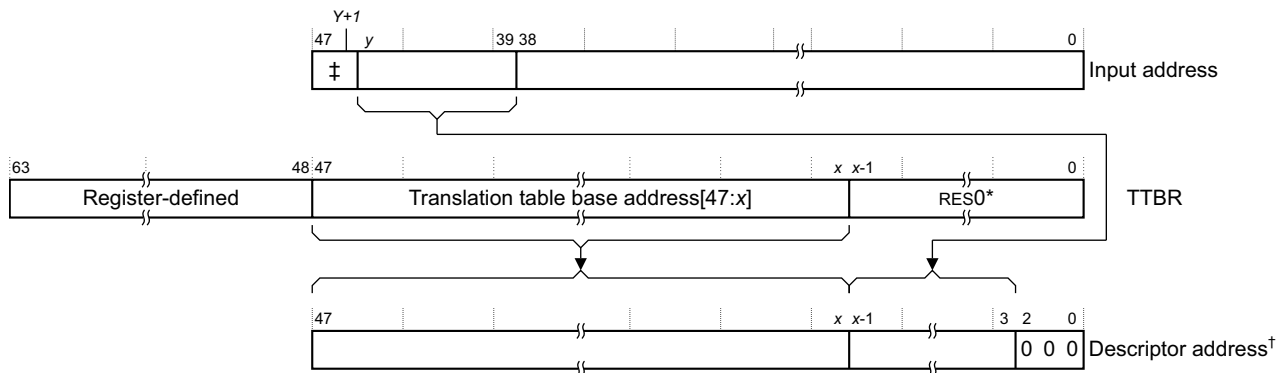 Y+1
47 y 39 38 0
‡ Input address
63 48 47 x x-1 0
Register-defined Translation table base address[47:x] RES0* TTBR
47 x x-1 3 2 0
0 0 0 Descriptor address†